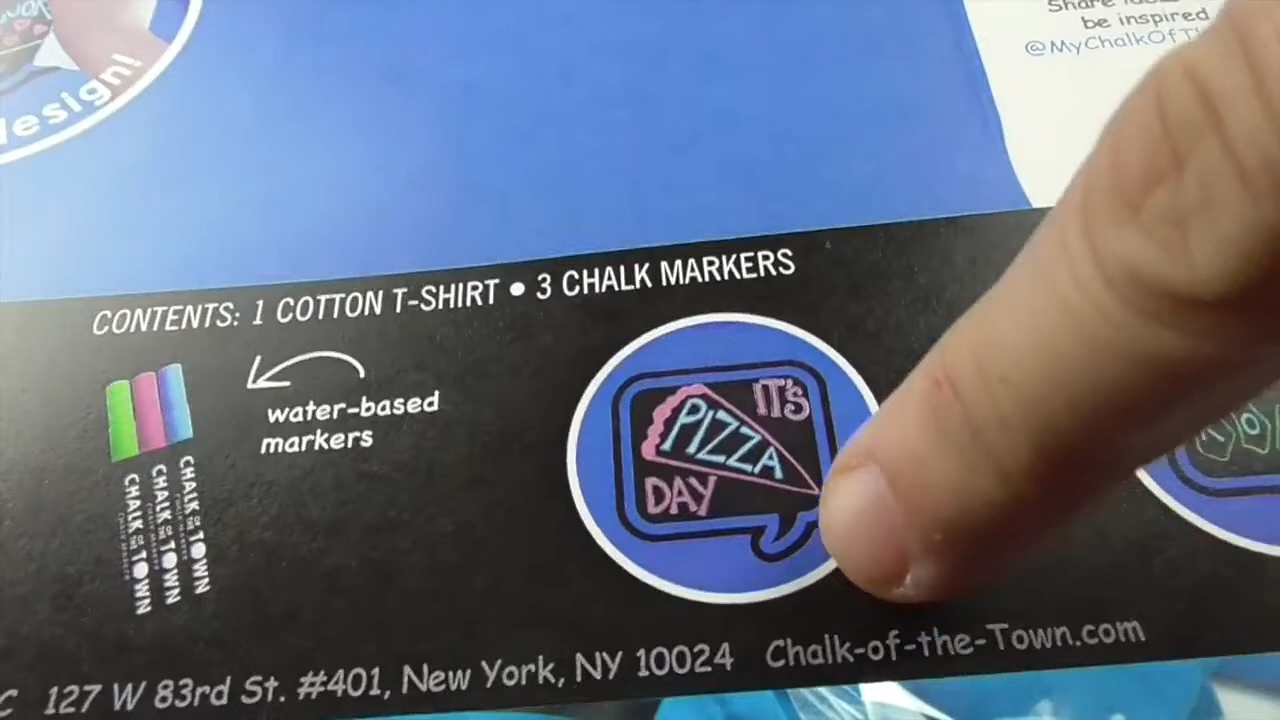 be inspired
CONTENTS: 1 COTTON T-SHIRT • 3 CHALK MARKERS
water-based
markers
CHALK OF THE TOWN
CHALK OF THE TOWN
CHALK OF THE TOWN
IT'S
PIZZA
DAY
127 W 83rd St. #401, New York, NY 10024 Chalk-of-the-Town.com